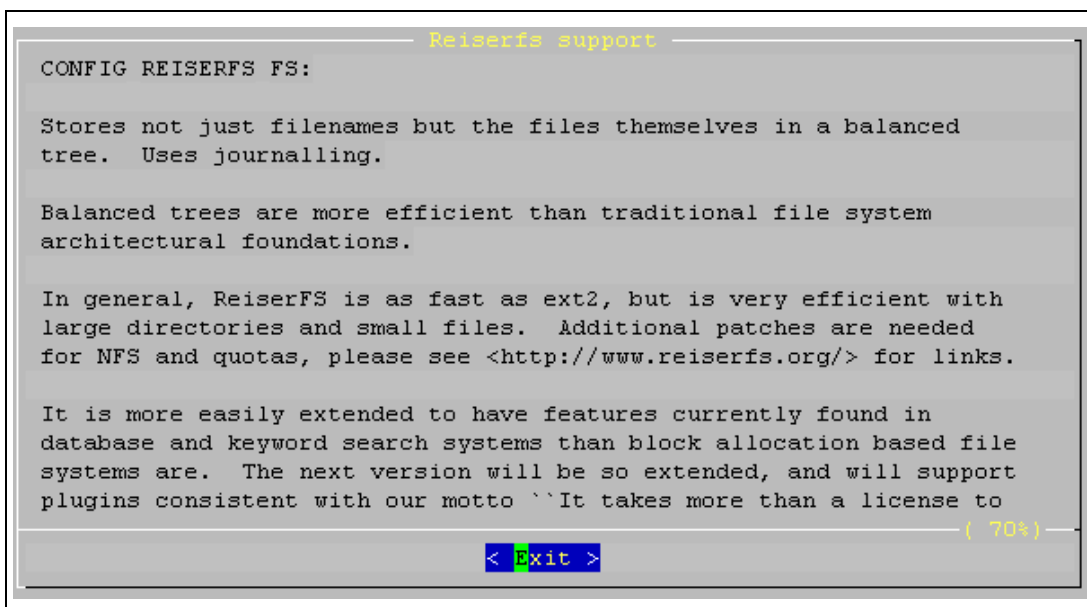 Reiserfs support
CONFIG REISERFS FS:
Stores not just filenames but the files themselves in a balanced
tree.  Uses journalling.
Balanced trees are more efficient than traditional file system
architectural foundations.
In general, ReiserFS is as fast as ext2, but is very efficient with
large directories and small files.  Additional patches are needed
for NFS and quotas, please see <http://www.reiserfs.org/> for links.
It is more easily extended to have features currently found in
database and keyword search systems than block allocation based file
systems are.  The next version will be so extended, and will support
plugins consistent with our motto ``It takes more than a license to
( 70%)
< Exit >